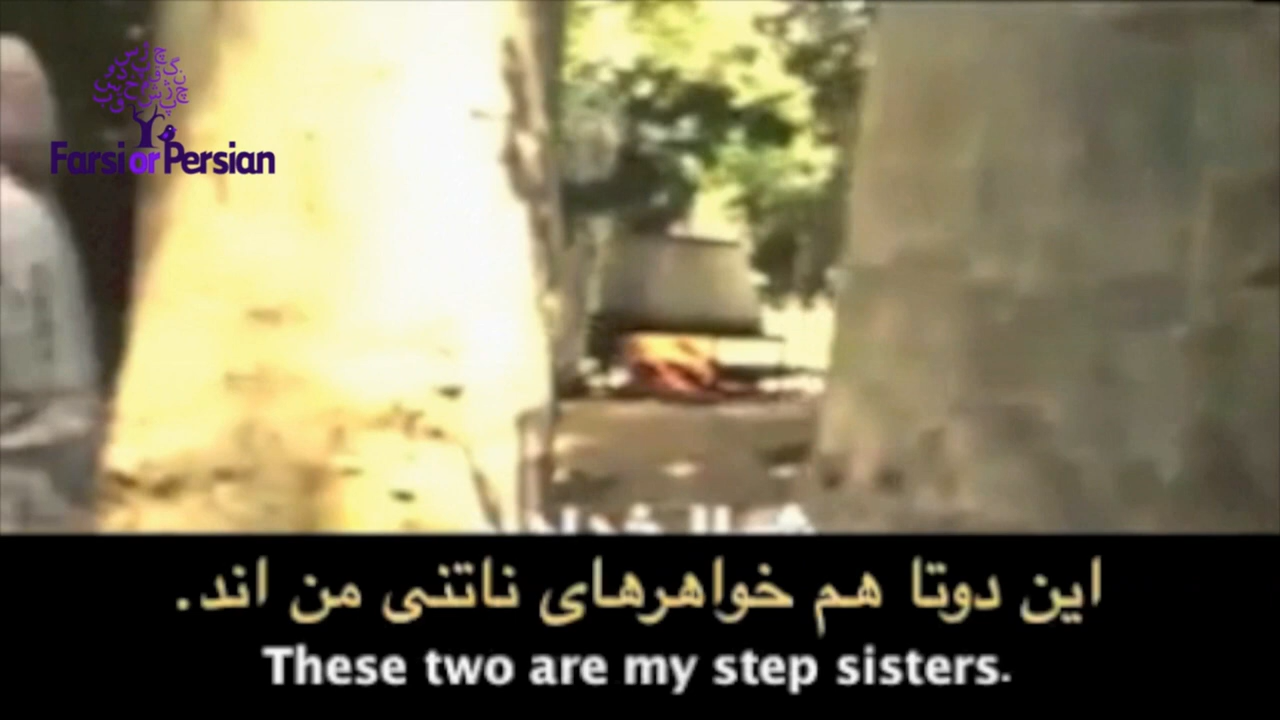 Farsi or Persian
این دوتا هم خواهرهای ناتنی من اند.
These two are my step sisters.